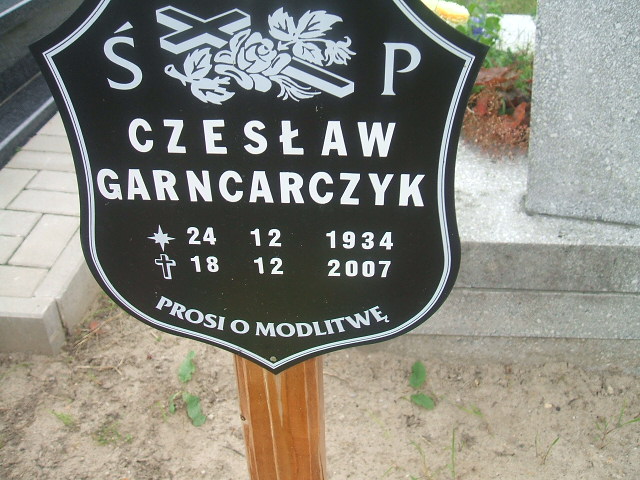 Ś P
CZESŁAW
GARNCARCZYK
24 12 1934
18 12 2007
PROSI O MODLITWĘ